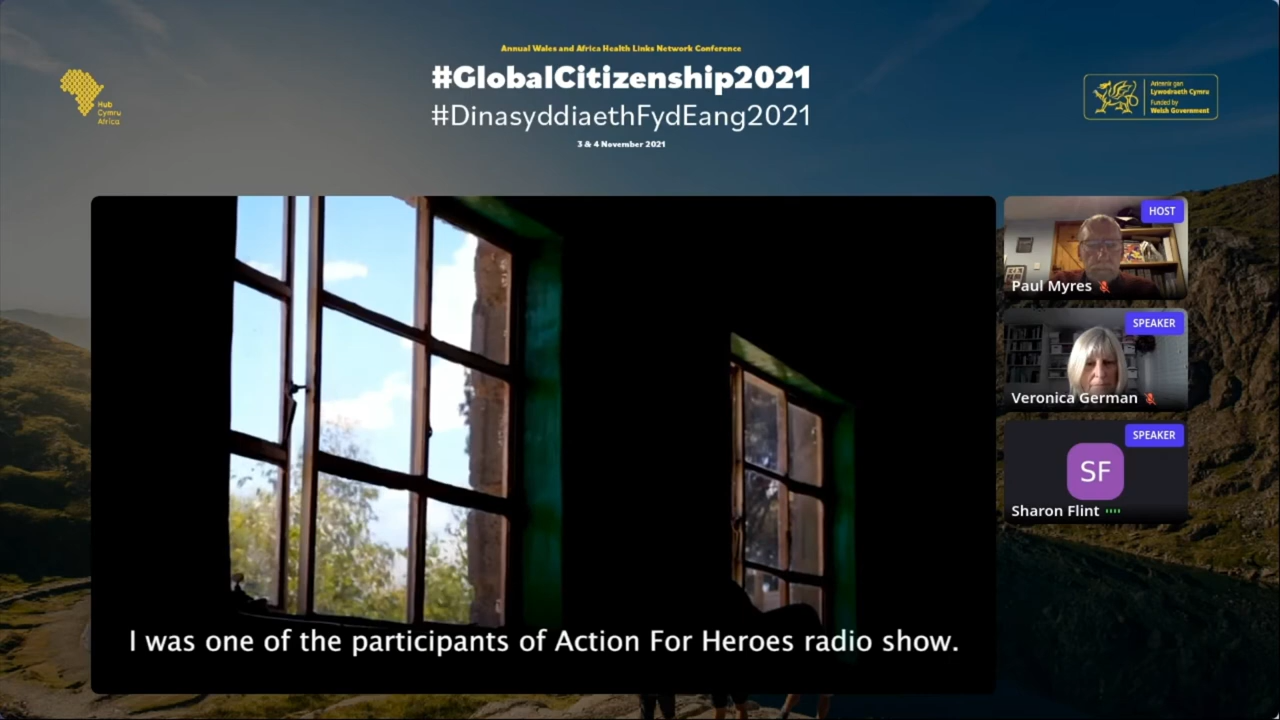 Annual Wales and Africa Health Links Network Conference
#GlobalCitizenship2021
#DinasyddiaethFydEang2021
3 & 4 November 2021
Hub
Cymru
Africa
Ariennir gan
Lywodraeth Cymru
Funded by
Welsh Government
HOST
Paul Myres
SPEAKER
Veronica German
SPEAKER
SF
Sharon Flint
I was one of the participants of Action For Heroes radio show.